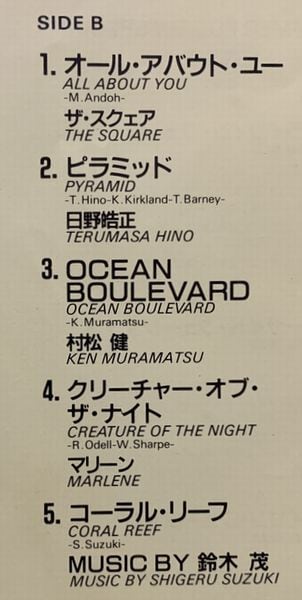 SIDE B
1. オール・アバウト・ユー
ALL ABOUT YOU
-M.Andoh-
ザ・スクェア
THE SQUARE
2. ピラミッド
PYRAMID
-T.Hino-K.Kirkland-T.Barney-
日野皓正
TERUMASA HINO
3. OCEAN
BOULEVARD
OCEAN BOULEVARD
-K.Muramatsu-
村松 健
KEN MURAMATSU
4. クリーチャー・オブ・
ザ・ナイト
CREATURE OF THE NIGHT
-R.Odell-W.Sharpe-
マリーン
MARLENE
5. コーラル・リーフ
CORAL REEF
-S.Suzuki-
MUSIC BY 鈴木 茂
MUSIC BY SHIGERU SUZUKI